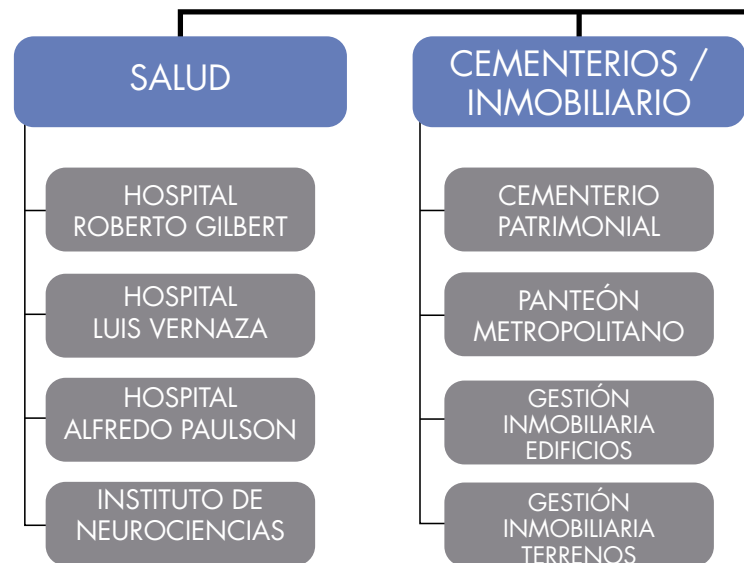 SALUD
HOSPITAL
ROBERTO GILBERT
HOSPITAL
LUIS VERNAZA
HOSPITAL
ALFREDO PAULSON
INSTITUTO DE
NEUROCIENCIAS
CEMENTERIOS /
INMOBILIARIO
CEMENTERIO
PATRIMONIAL
PANTEÓN
METROPOLITANO
GESTIÓN
INMOBILIARIA
EDIFICIOS
GESTIÓN
INMOBILIARIA
TERRENOS